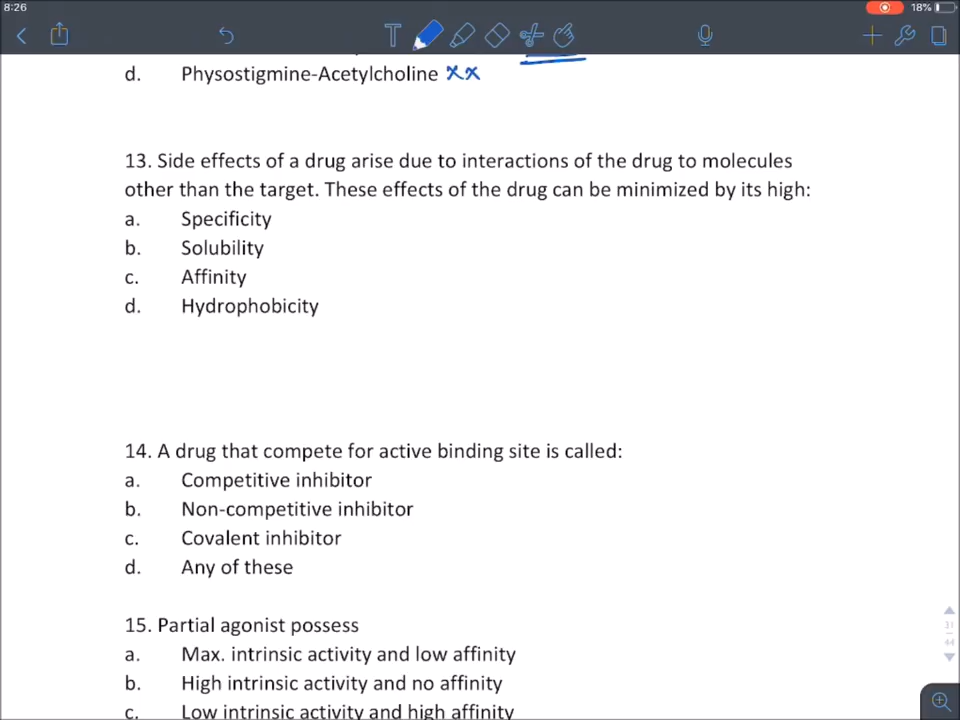 8:26
18%
T
d. Physostigmine-Acetylcholine xx
13. Side effects of a drug arise due to interactions of the drug to molecules
other than the target. These effects of the drug can be minimized by its high:
a. Specificity
b. Solubility
c. Affinity
d. Hydrophobicity
14. A drug that compete for active binding site is called:
a. Competitive inhibitor
b. Non-competitive inhibitor
c. Covalent inhibitor
d. Any of these
15. Partial agonist possess
a. Max. intrinsic activity and low affinity
b. High intrinsic activity and no affinity
c. Low intrinsic activity and high affinity
31
44